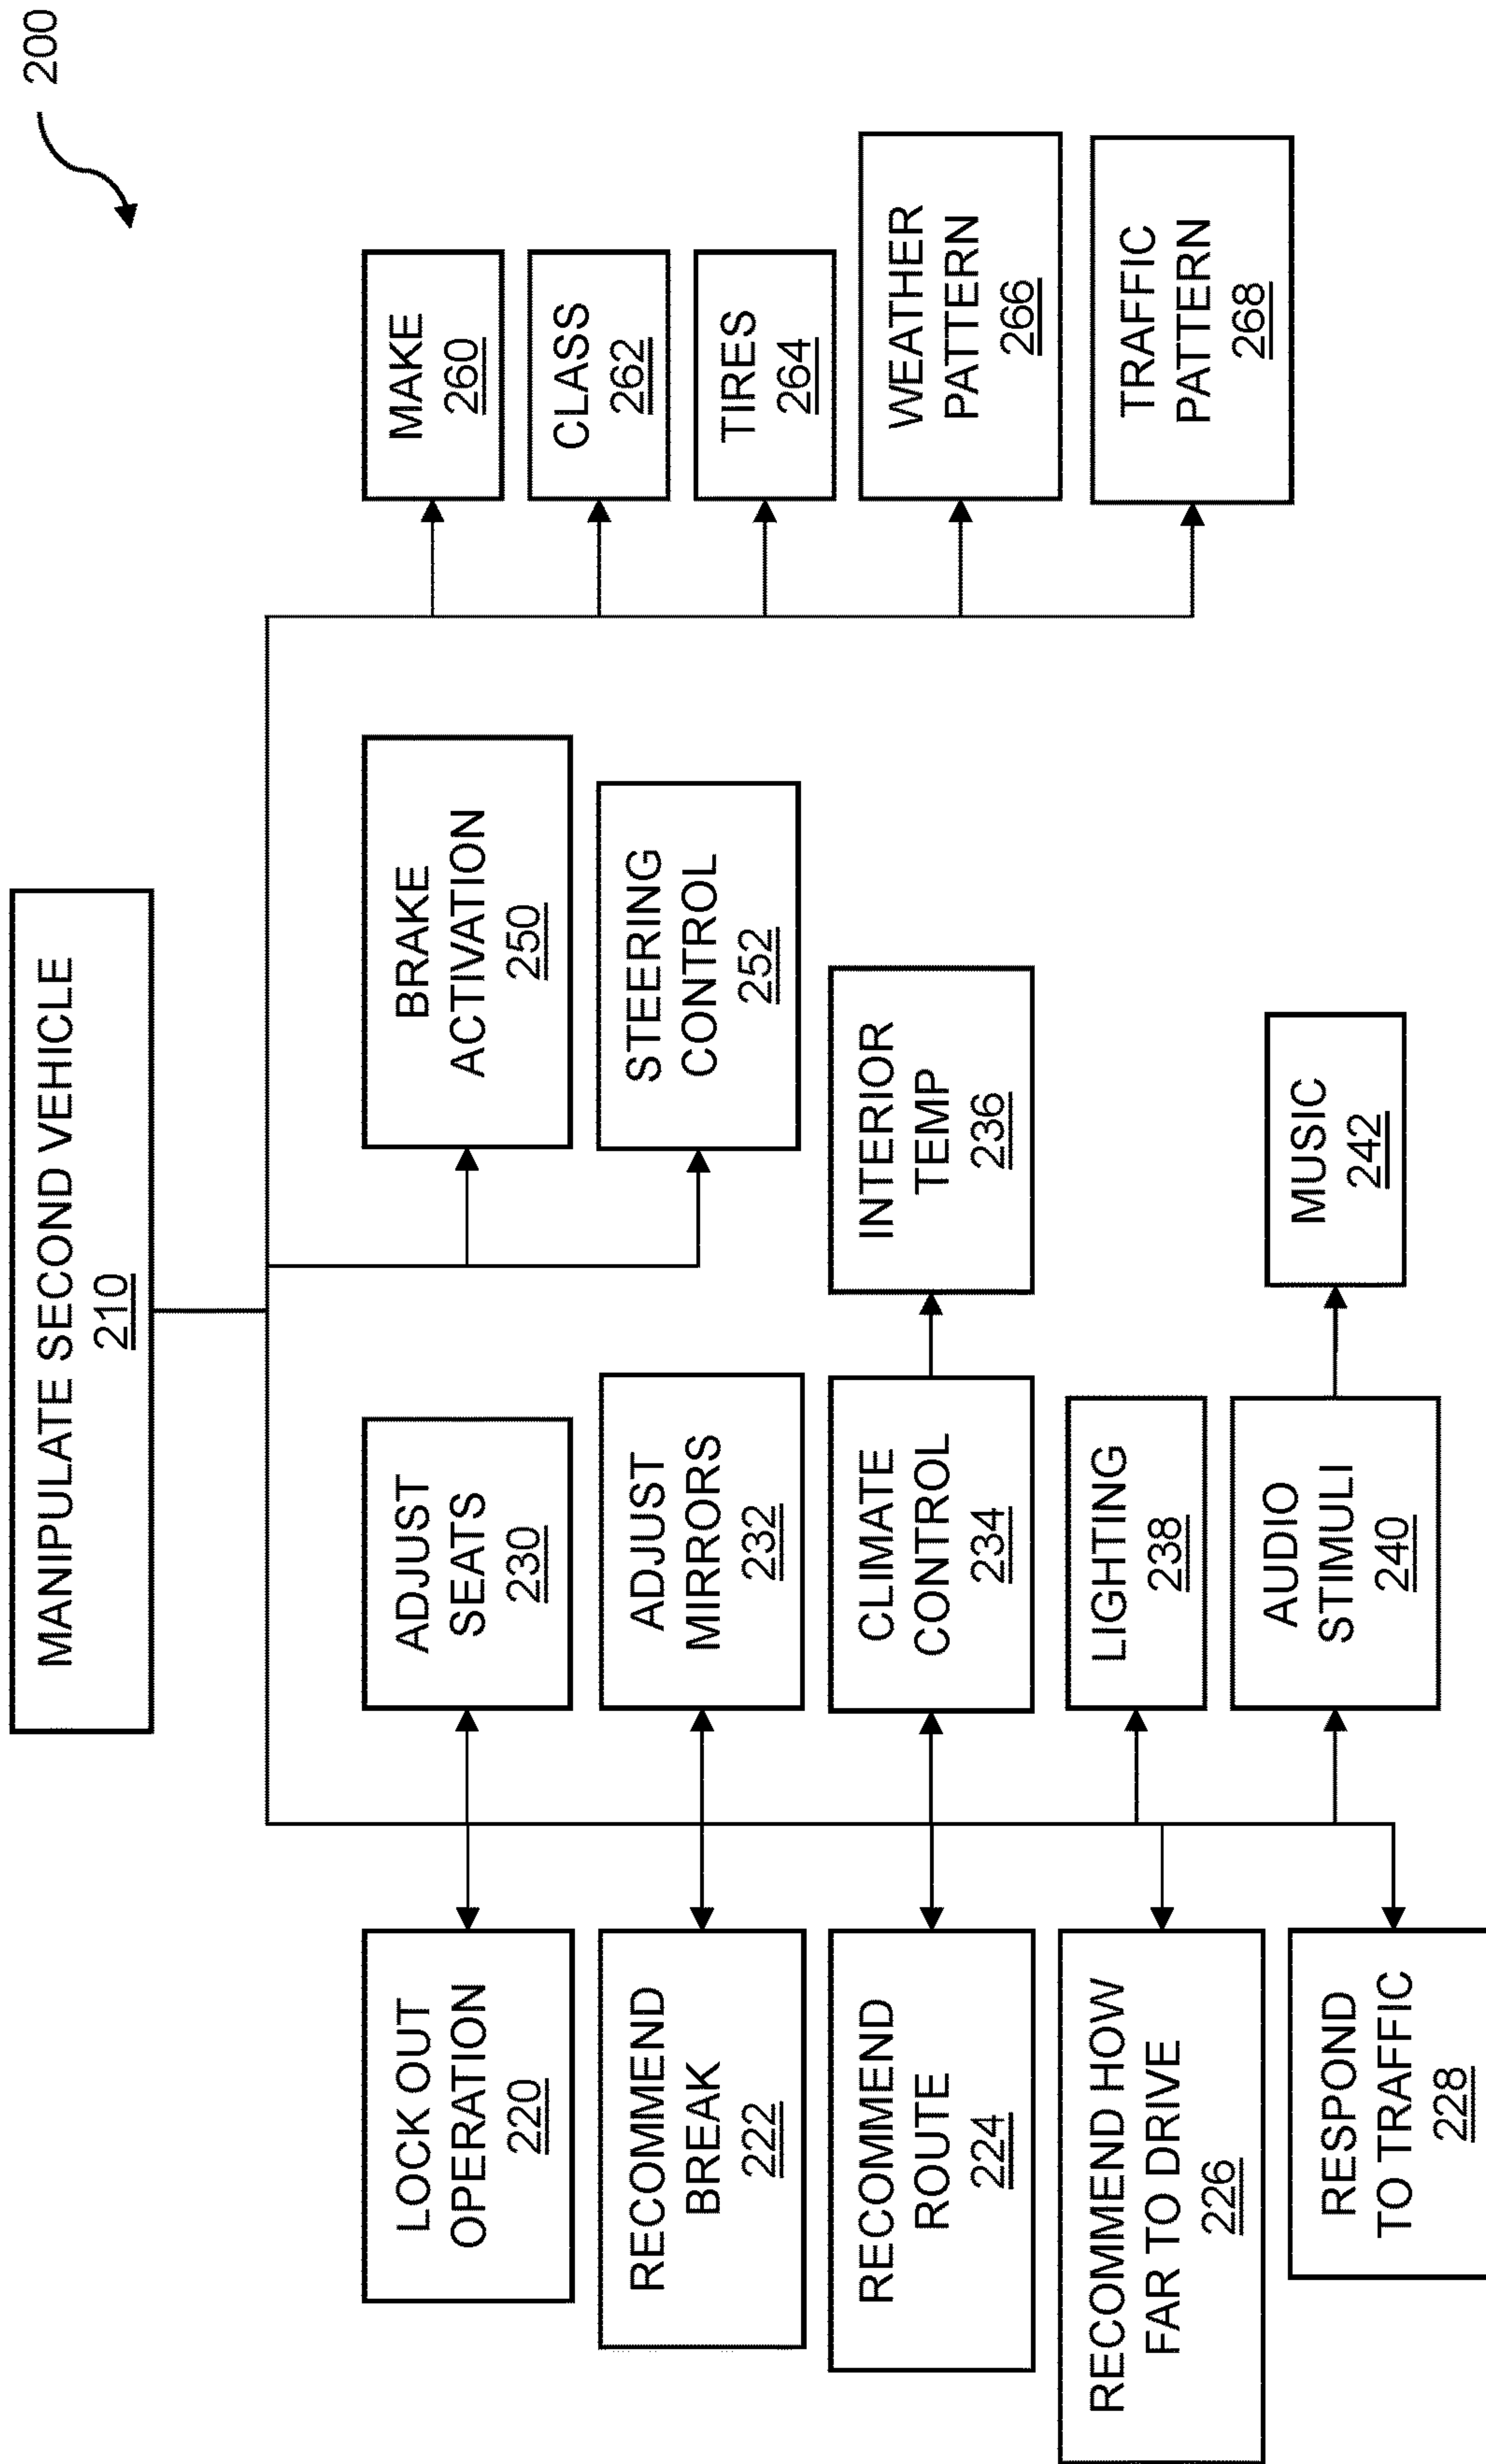 200
MANIPULATE SECOND VEHICLE
210
LOCK OUT
OPERATION
220
RECOMMEND
BREAK
222
RECOMMEND
ROUTE
224
RECOMMEND HOW
FAR TO DRIVE
226
RESPOND
TO TRAFFIC
228
ADJUST
SEATS
230
ADJUST
MIRRORS
232
CLIMATE
CONTROL
234
INTERIOR
TEMP
236
LIGHTING
238
AUDIO
STIMULI
240
MUSIC
242
BRAKE
ACTIVATION
250
STEERING
CONTROL
252
MAKE
260
CLASS
262
TIRES
264
WEATHER
PATTERN
266
TRAFFIC
PATTERN
268